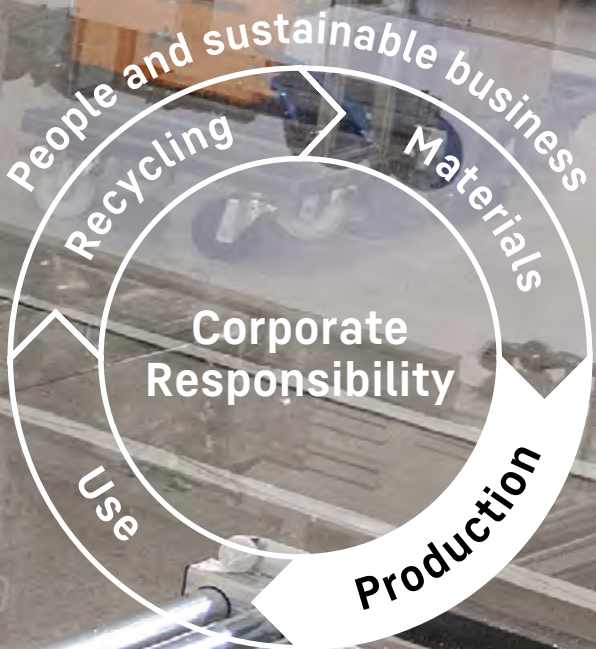 People and sustainable business
Recycling
Materials
Corporate
Responsibility
Use
Production